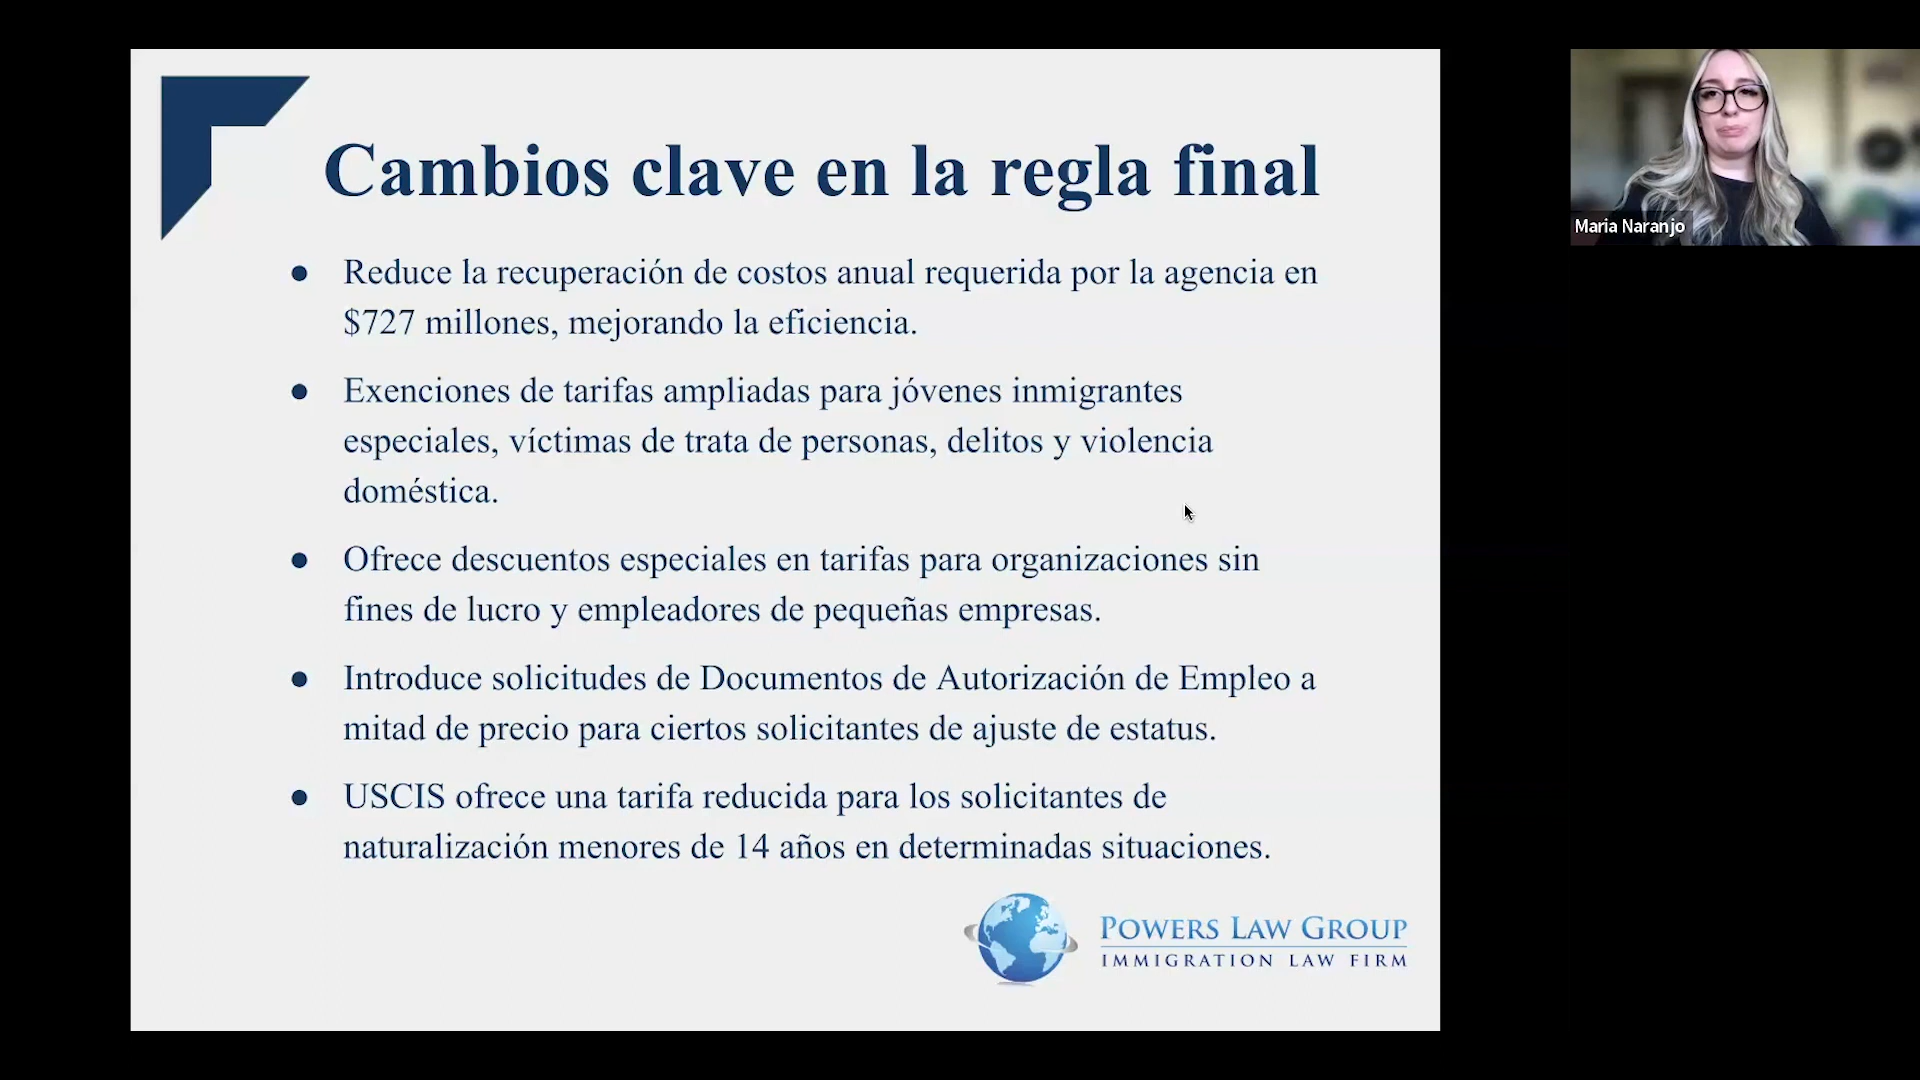 Cambios clave en la regla final
● Reduce la recuperación de costos anual requerida por la agencia en
$727 millones, mejorando la eficiencia.
● Exenciones de tarifas ampliadas para jóvenes inmigrantes
especiales, víctimas de trata de personas, delitos y violencia
doméstica.
● Ofrece descuentos especiales en tarifas para organizaciones sin
fines de lucro y empleadores de pequeñas empresas.
● Introduce solicitudes de Documentos de Autorización de Empleo a
mitad de precio para ciertos solicitantes de ajuste de estatus.
● USCIS ofrece una tarifa reducida para los solicitantes de
naturalización menores de 14 años en determinadas situaciones.
POWERS LAW GROUP
IMMIGRATION LAW FIRM
Maria Naranjo